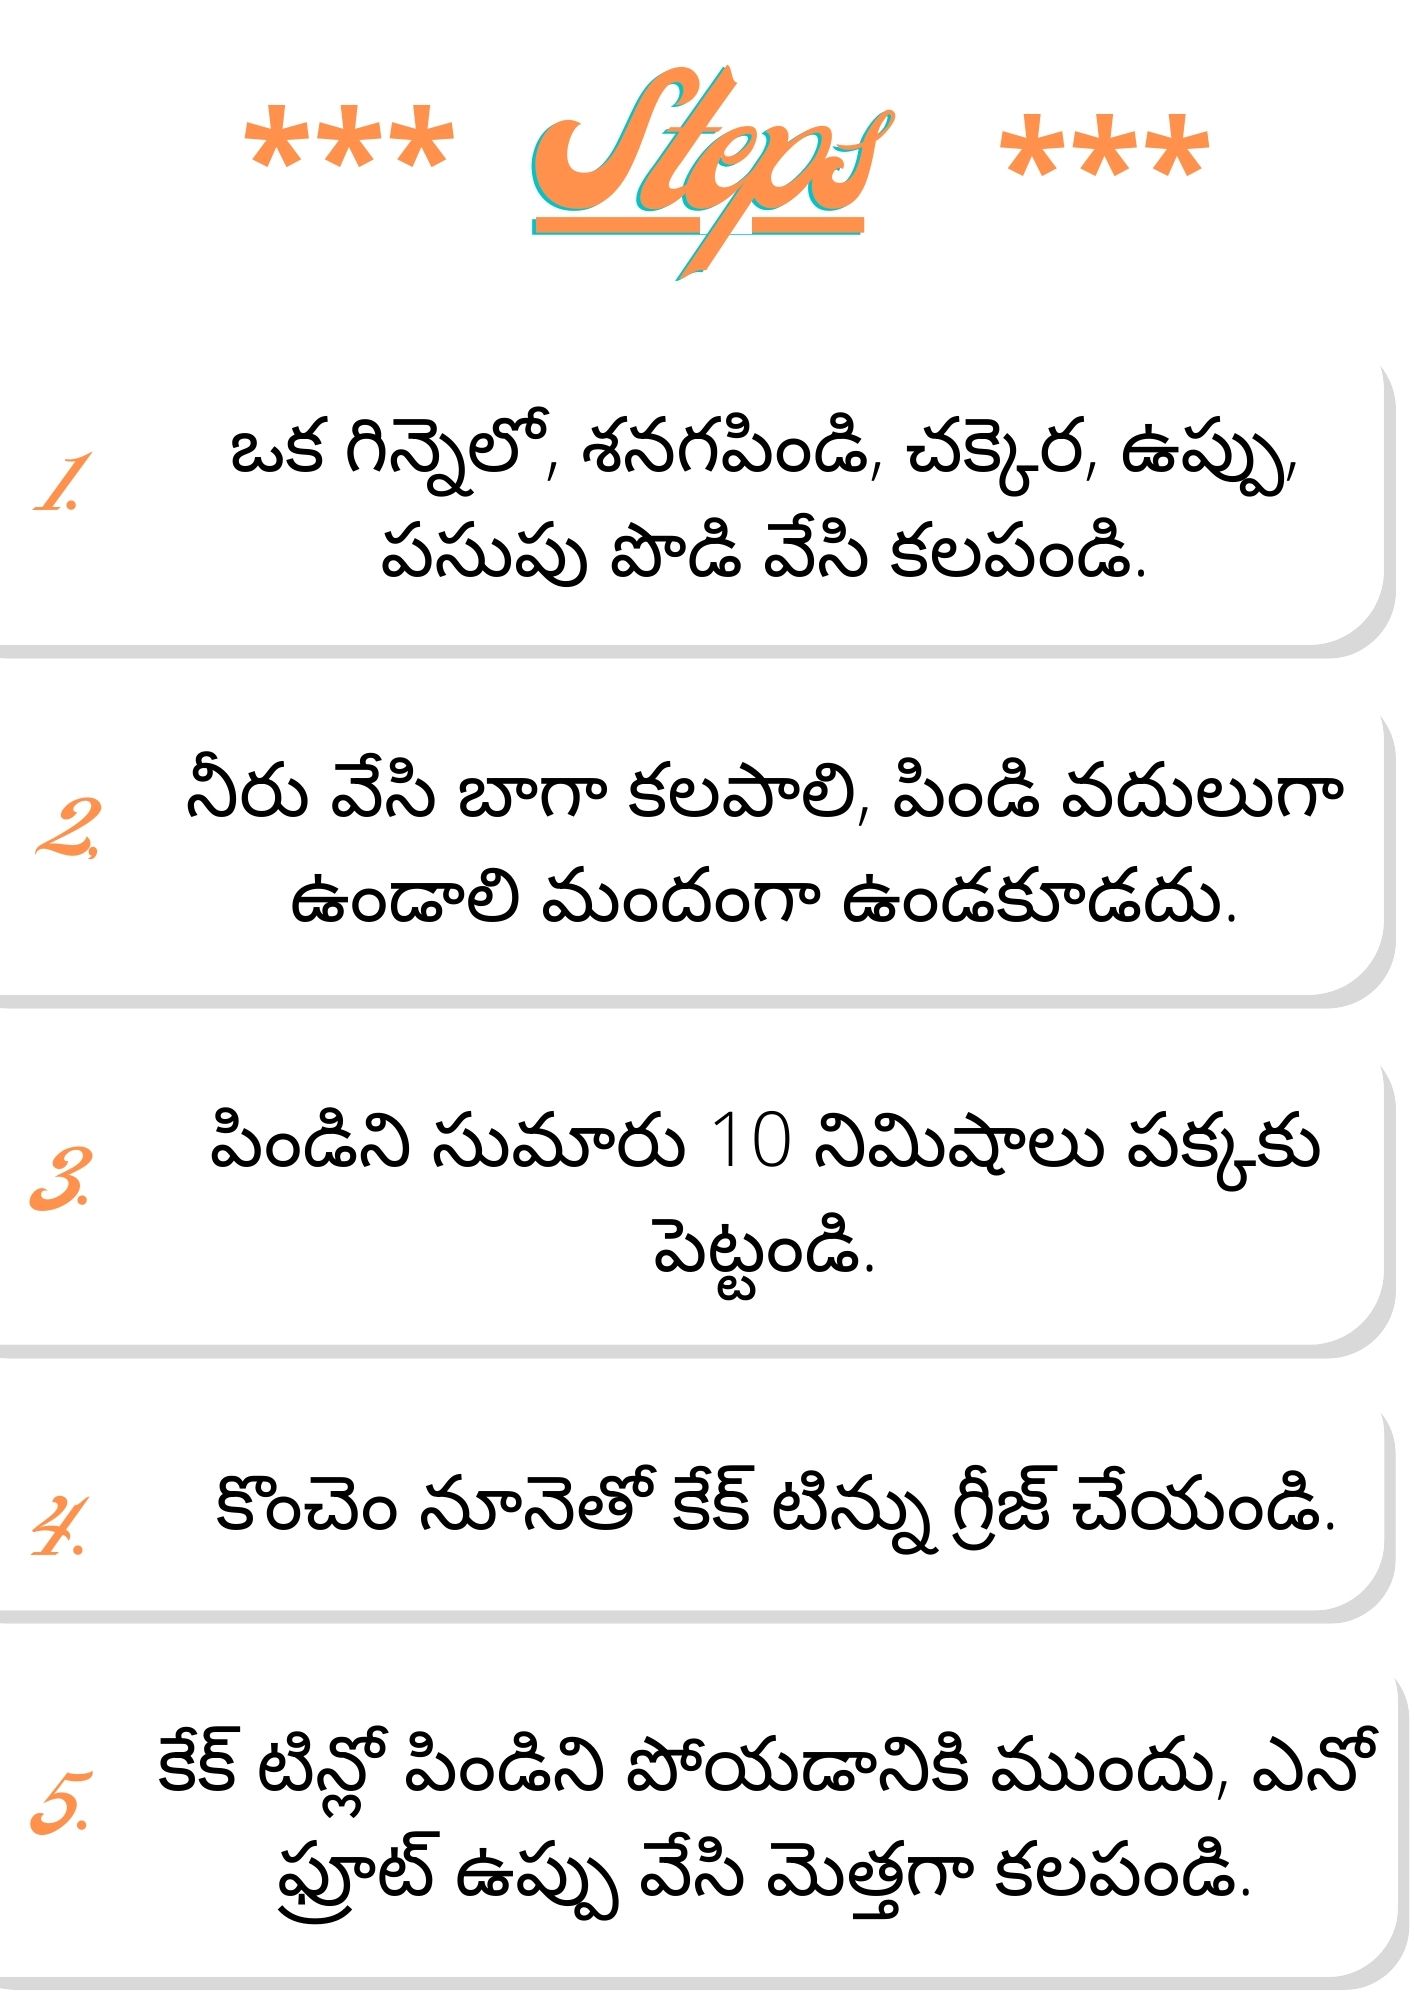 *** Steps ***
1. ఒక గిన్నెలో, శనగపిండి, చక్కెర, ఉప్పు,
పసుపు పొడి వేసి కలపండి.
2, నీరు వేసి బాగా కలపాలి, పిండి వదులుగా
ఉండాలి మందంగా ఉండకూడదు.
3. పిండిని సుమారు 10 నిమిషాలు పక్కకు
పెట్టండి.
4. కొంచెం నూనెతో కేక్ టిన్ను గ్రీజ్ చేయండి.
5. కేక్ టిన్లో పిండిని పోయడానికి ముందు, ఎనో
ఫ్రూట్ ఉప్పు వేసి మెత్తగా కలపండి.